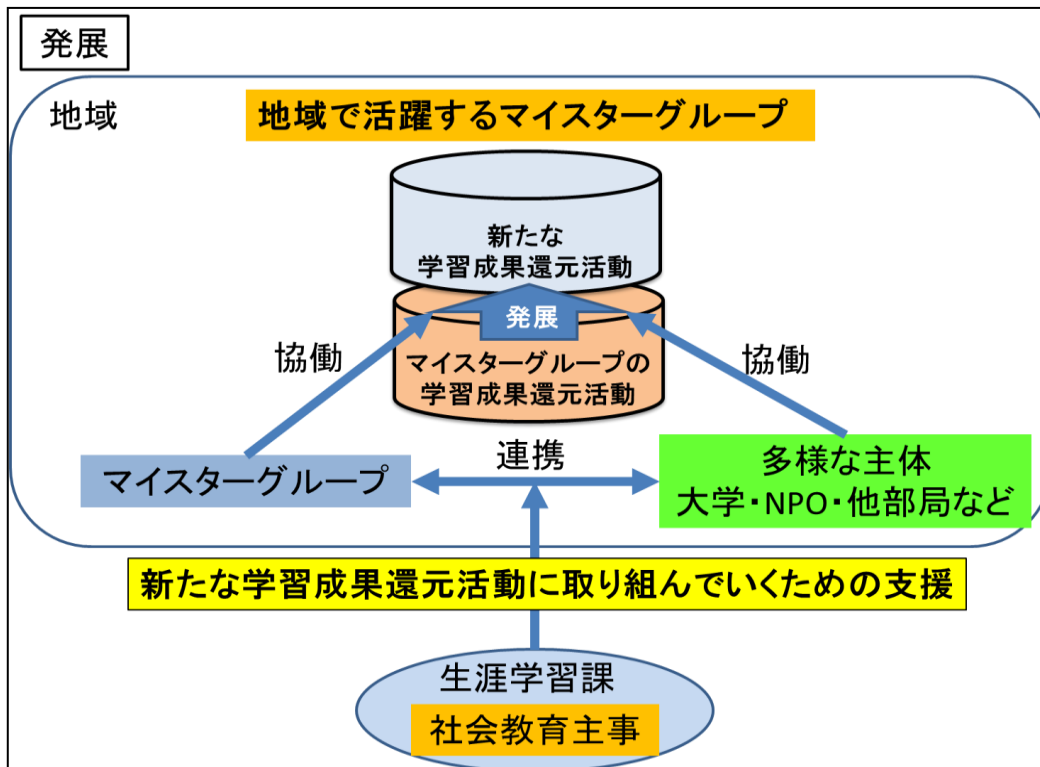 発展
地域
地域で活躍するマイスターグループ
新たな
学習成果還元活動
発展
マイスターグループの
学習成果還元活動
協働
協働
連携
マイスターグループ
多様な主体
大学・NPO・他部局など
新たな学習成果還元活動に取り組んでいくための支援
生涯学習課
社会教育主事